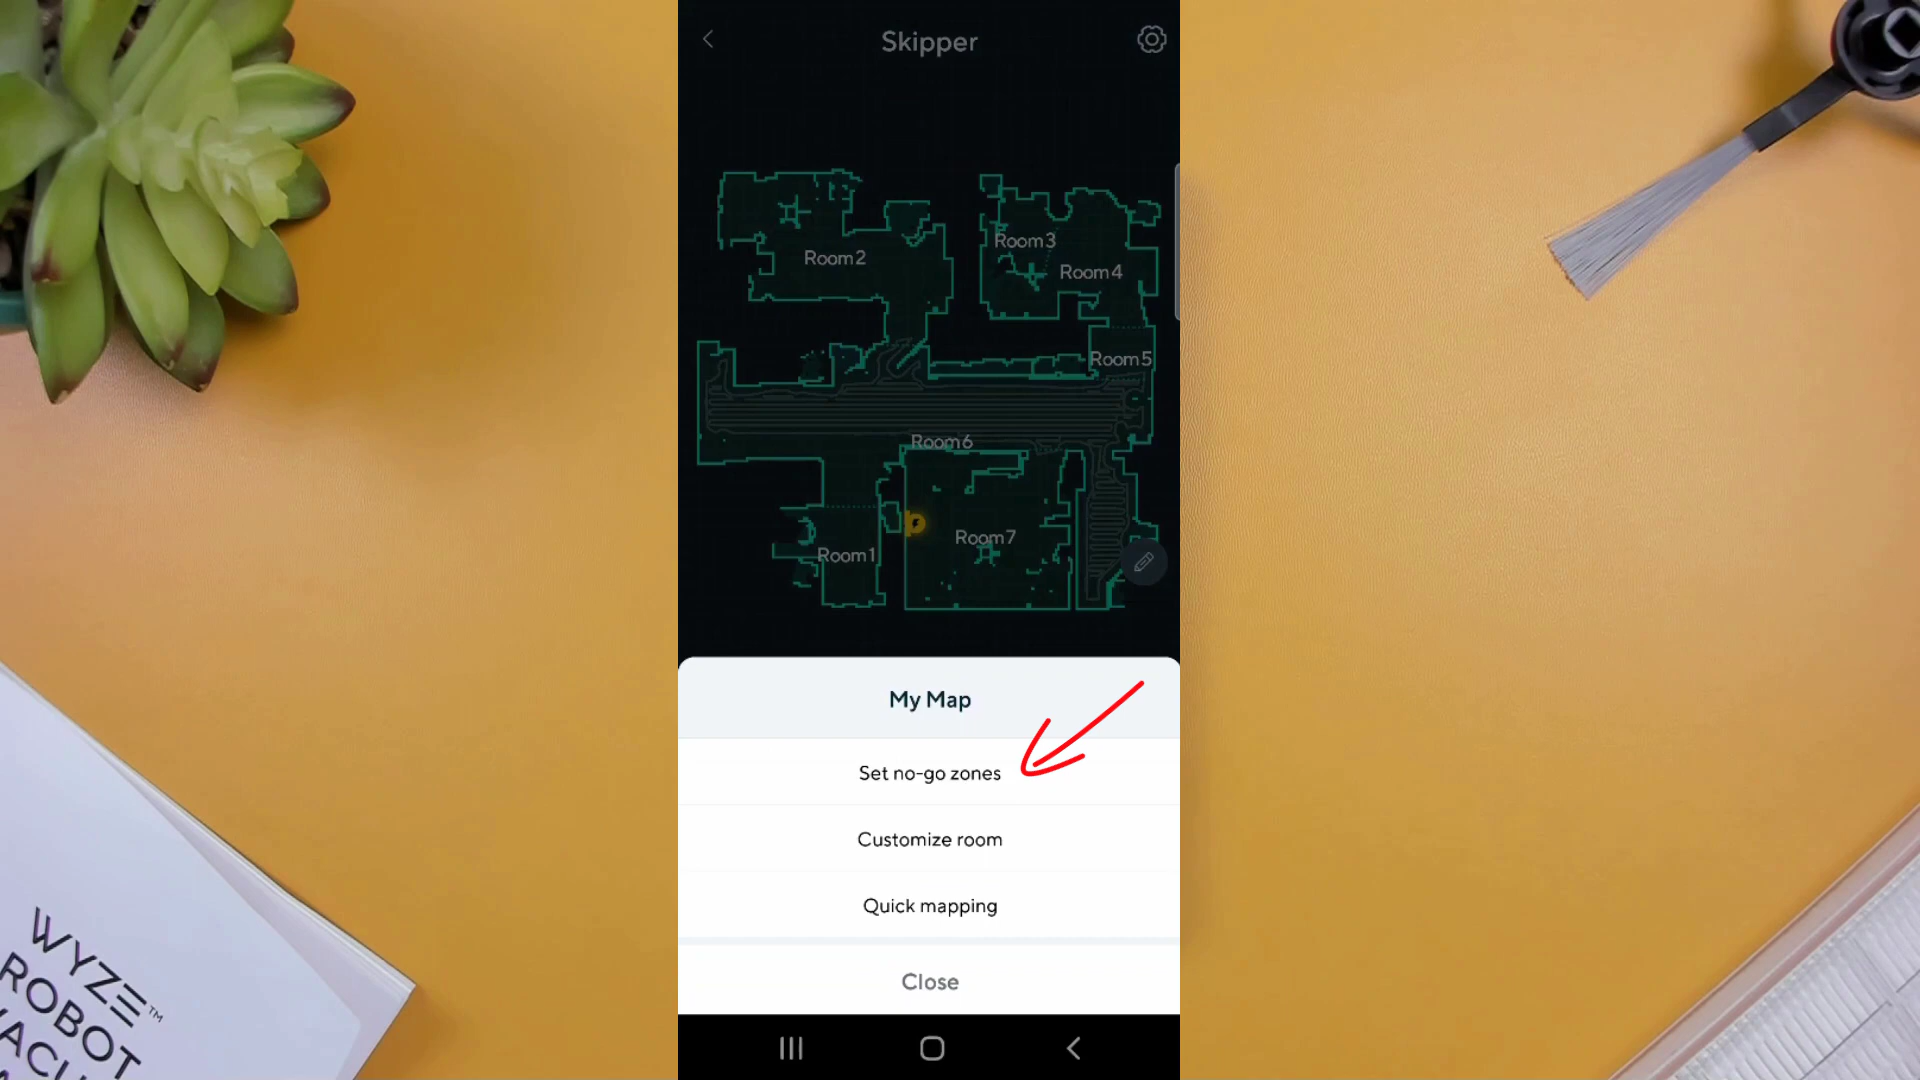 Skipper
Room2
Room3
Room4
Room5
Room6
Room7
Room1
My Map
Set no-go zones
Customize room
Quick mapping
Close
WYZE™
ROBOT